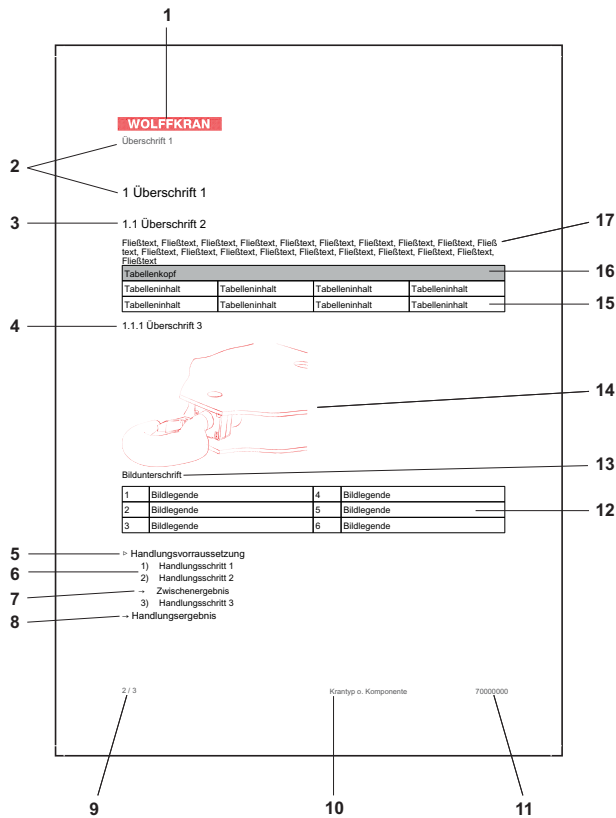 1
WOLFFKRAN
Überschrift 1
2
1 Überschrift 1
3
1.1 Überschrift 2
17
Fließtext, Fließtext, Fließtext, Fließtext, Fließtext, Fließtext, Fließtext, Fließtext, Fließtext, Fließ
text, Fließtext, Fließtext, Fließtext, Fließtext, Fließtext, Fließtext, Fließtext, Fließtext, Fließtext,
Fließtext
Tabellenkopf
16
Tabelleninhalt Tabelleninhalt Tabelleninhalt Tabelleninhalt
Tabelleninhalt Tabelleninhalt Tabelleninhalt Tabelleninhalt
15
4
1.1.1 Überschrift 3
14
Bildunterschrift
13
1 Bildlegende 4 Bildlegende
2 Bildlegende 5 Bildlegende
12
3 Bildlegende 6 Bildlegende
5
▷ Handlungsvorraussetzung
6
1) Handlungsschritt 1
2) Handlungsschritt 2
7
→ Zwischenergebnis
3) Handlungsschritt 3
8
→ Handlungsergebnis
2 / 3 Krantyp o. Komponente 70000000
9 10 11